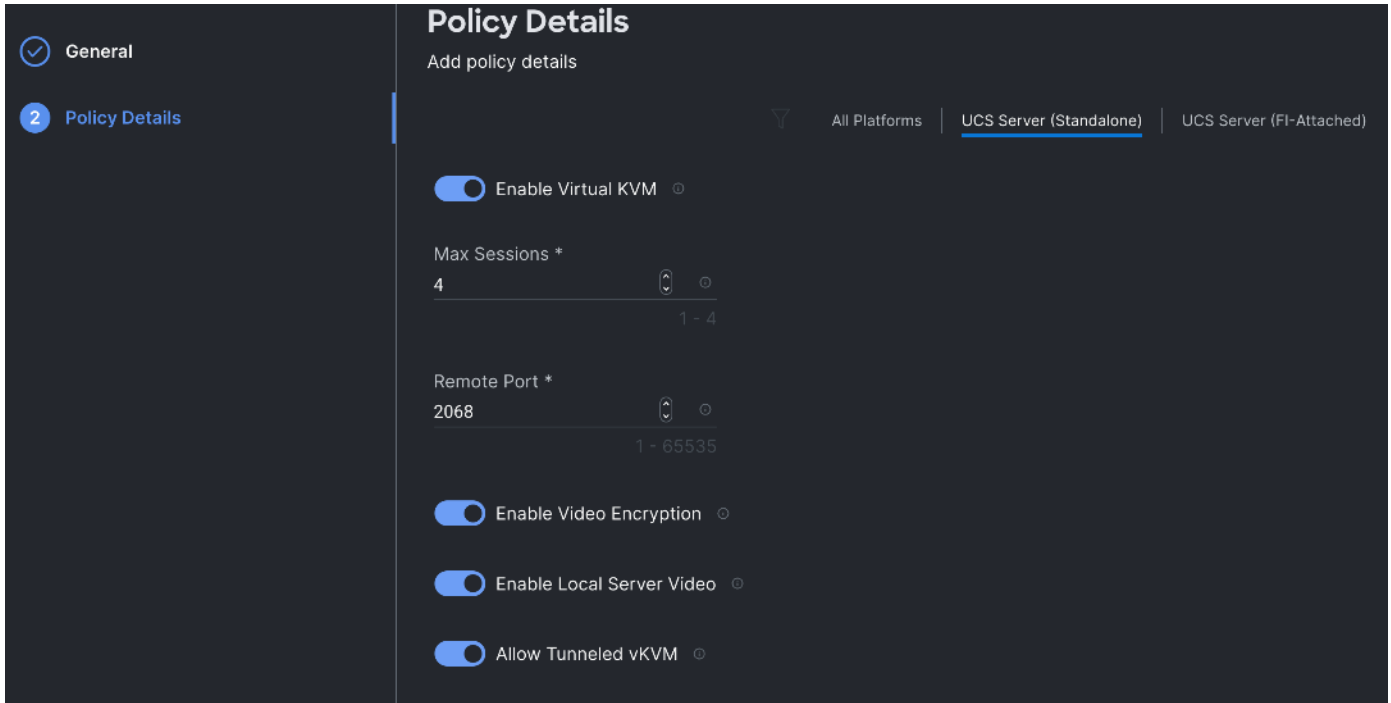 General
2
Policy Details
Policy Details
Add policy details
All Platforms
UCS Server (Standalone)
UCS Server (FI-Attached)
Enable Virtual KVM
Max Sessions *
4
1 - 4
Remote Port *
2068
1 - 65535
Enable Video Encryption
Enable Local Server Video
Allow Tunneled vKVM